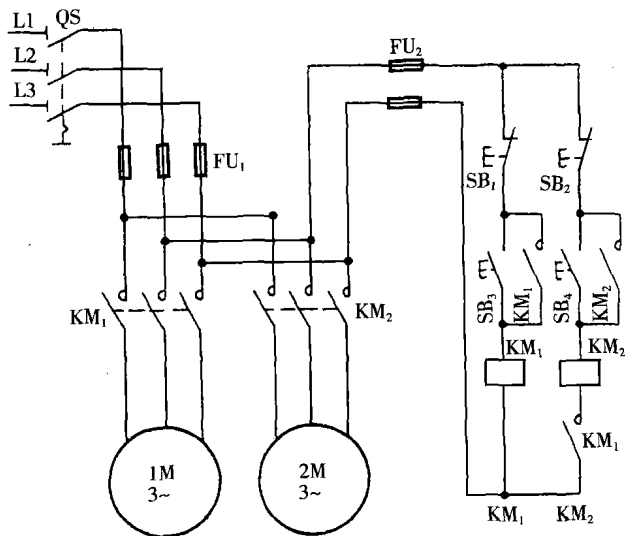 L1
QS
L2
L3
FU₁
FU₂
SB₁
SB₂
SB₃
KM₁
SB₄
KM₂
KM₁
KM₂
KM₁
KM₂
KM₁
1M
3~
2M
3~
KM₁
KM₂